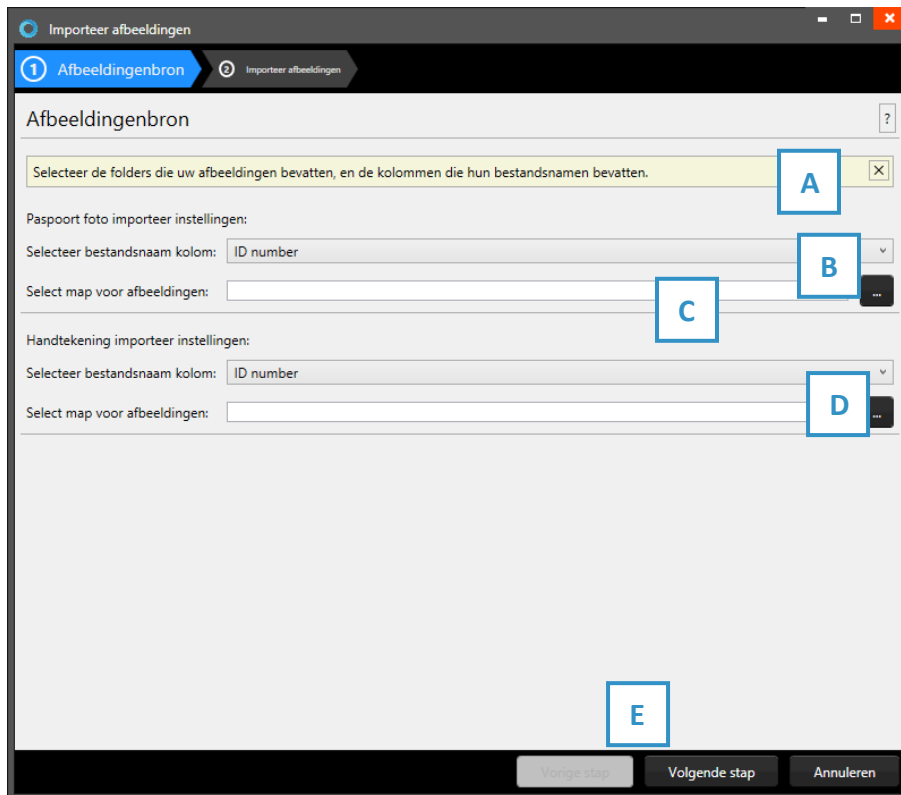 Importeer afbeeldingen
1 Afbeeldingenbron 2 Importeer afbeeldingen
Afbeeldingenbron ?
Selecteer de folders die uw afbeeldingen bevatten, en de kolommen die hun bestandsnamen bevatten.
A
Paspoort foto importeer instellingen:
Selecteer bestandsnaam kolom: ID number
B
Select map voor afbeeldingen: ...
C
Handtekening importeer instellingen:
Selecteer bestandsnaam kolom: ID number
Select map voor afbeeldingen: ...
D
E
Vorige stap Volgende stap Annuleren